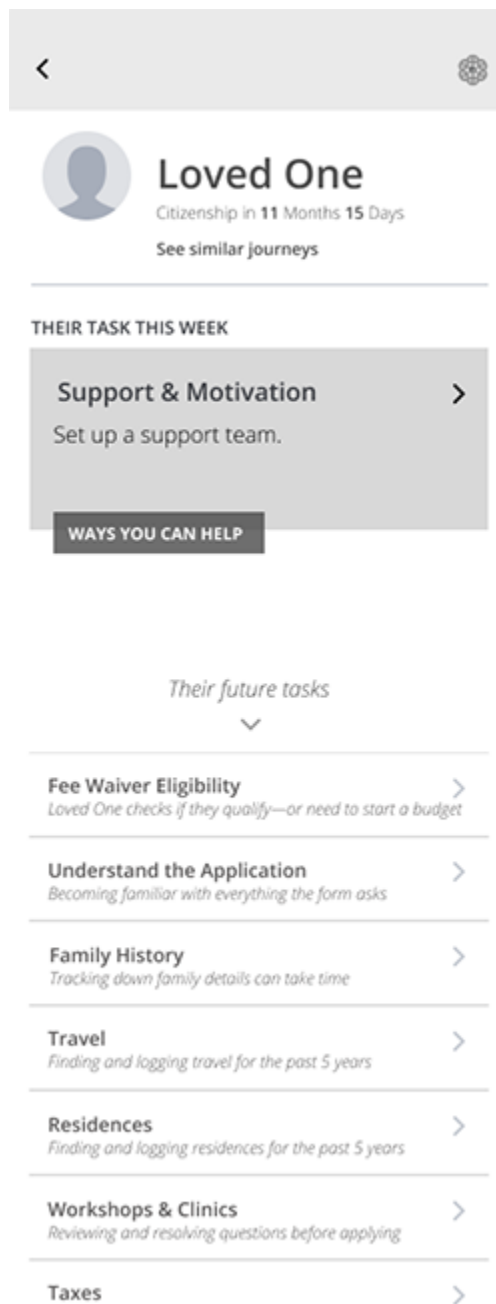 Loved One
Citizenship in 11 Months 15 Days
See similar journeys
THEIR TASK THIS WEEK
Support & Motivation
Set up a support team.
WAYS YOU CAN HELP
Their future tasks
Fee Waiver Eligibility
Loved One checks if they qualify—or need to start a budget
Understand the Application
Becoming familiar with everything the form asks
Family History
Tracking down family details can take time
Travel
Finding and logging travel for the past 5 years
Residences
Finding and logging residences for the past 5 years
Workshops & Clinics
Reviewing and resolving questions before applying
Taxes